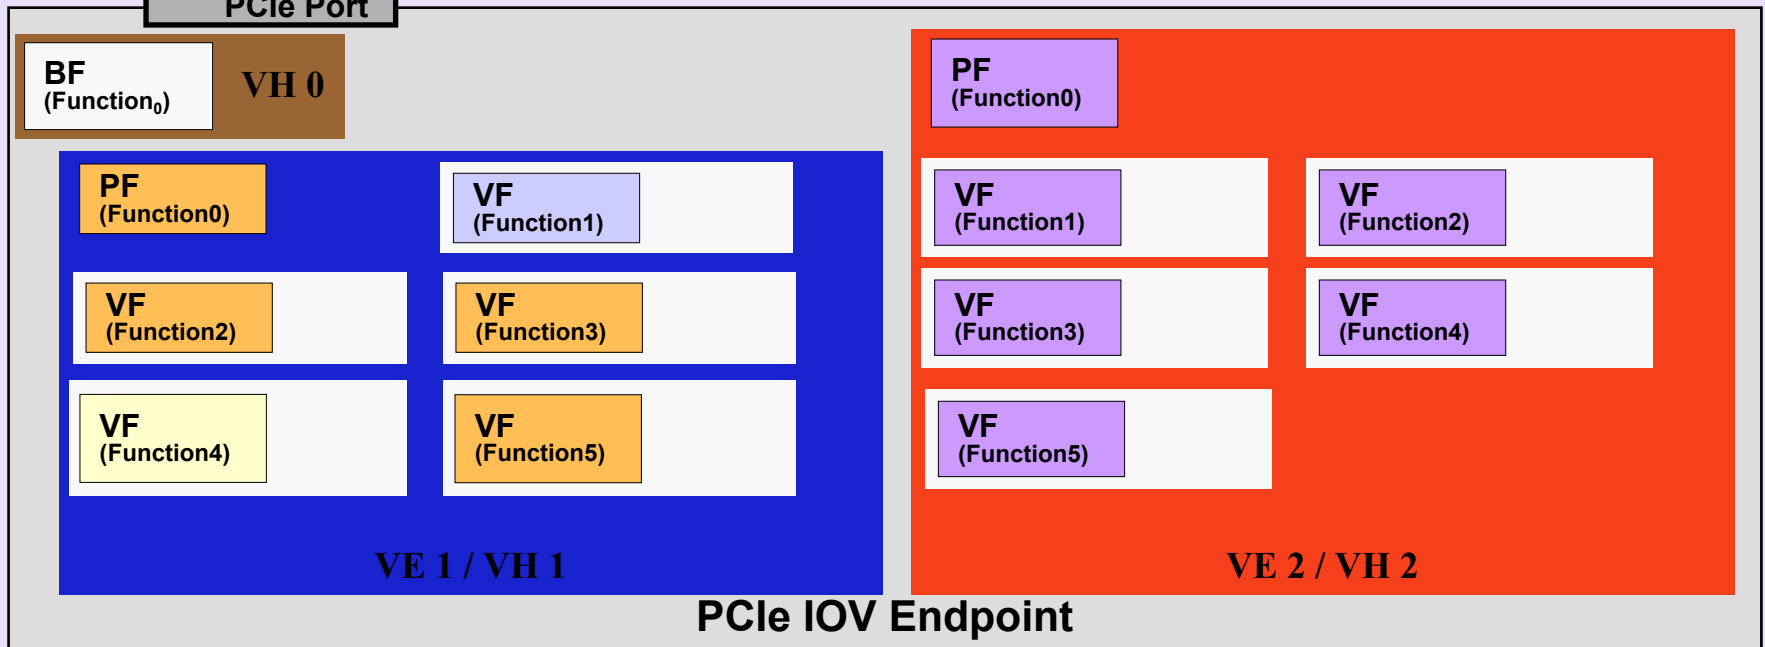 PCIe Port
BF
(Function₀)
VH 0
PF
(Function0)
VF
(Function1)
VF
(Function2)
VF
(Function3)
VF
(Function4)
VF
(Function5)
VE 1 / VH 1
PF
(Function0)
VF
(Function1)
VF
(Function2)
VF
(Function3)
VF
(Function4)
VF
(Function5)
VE 2 / VH 2
PCIe IOV Endpoint